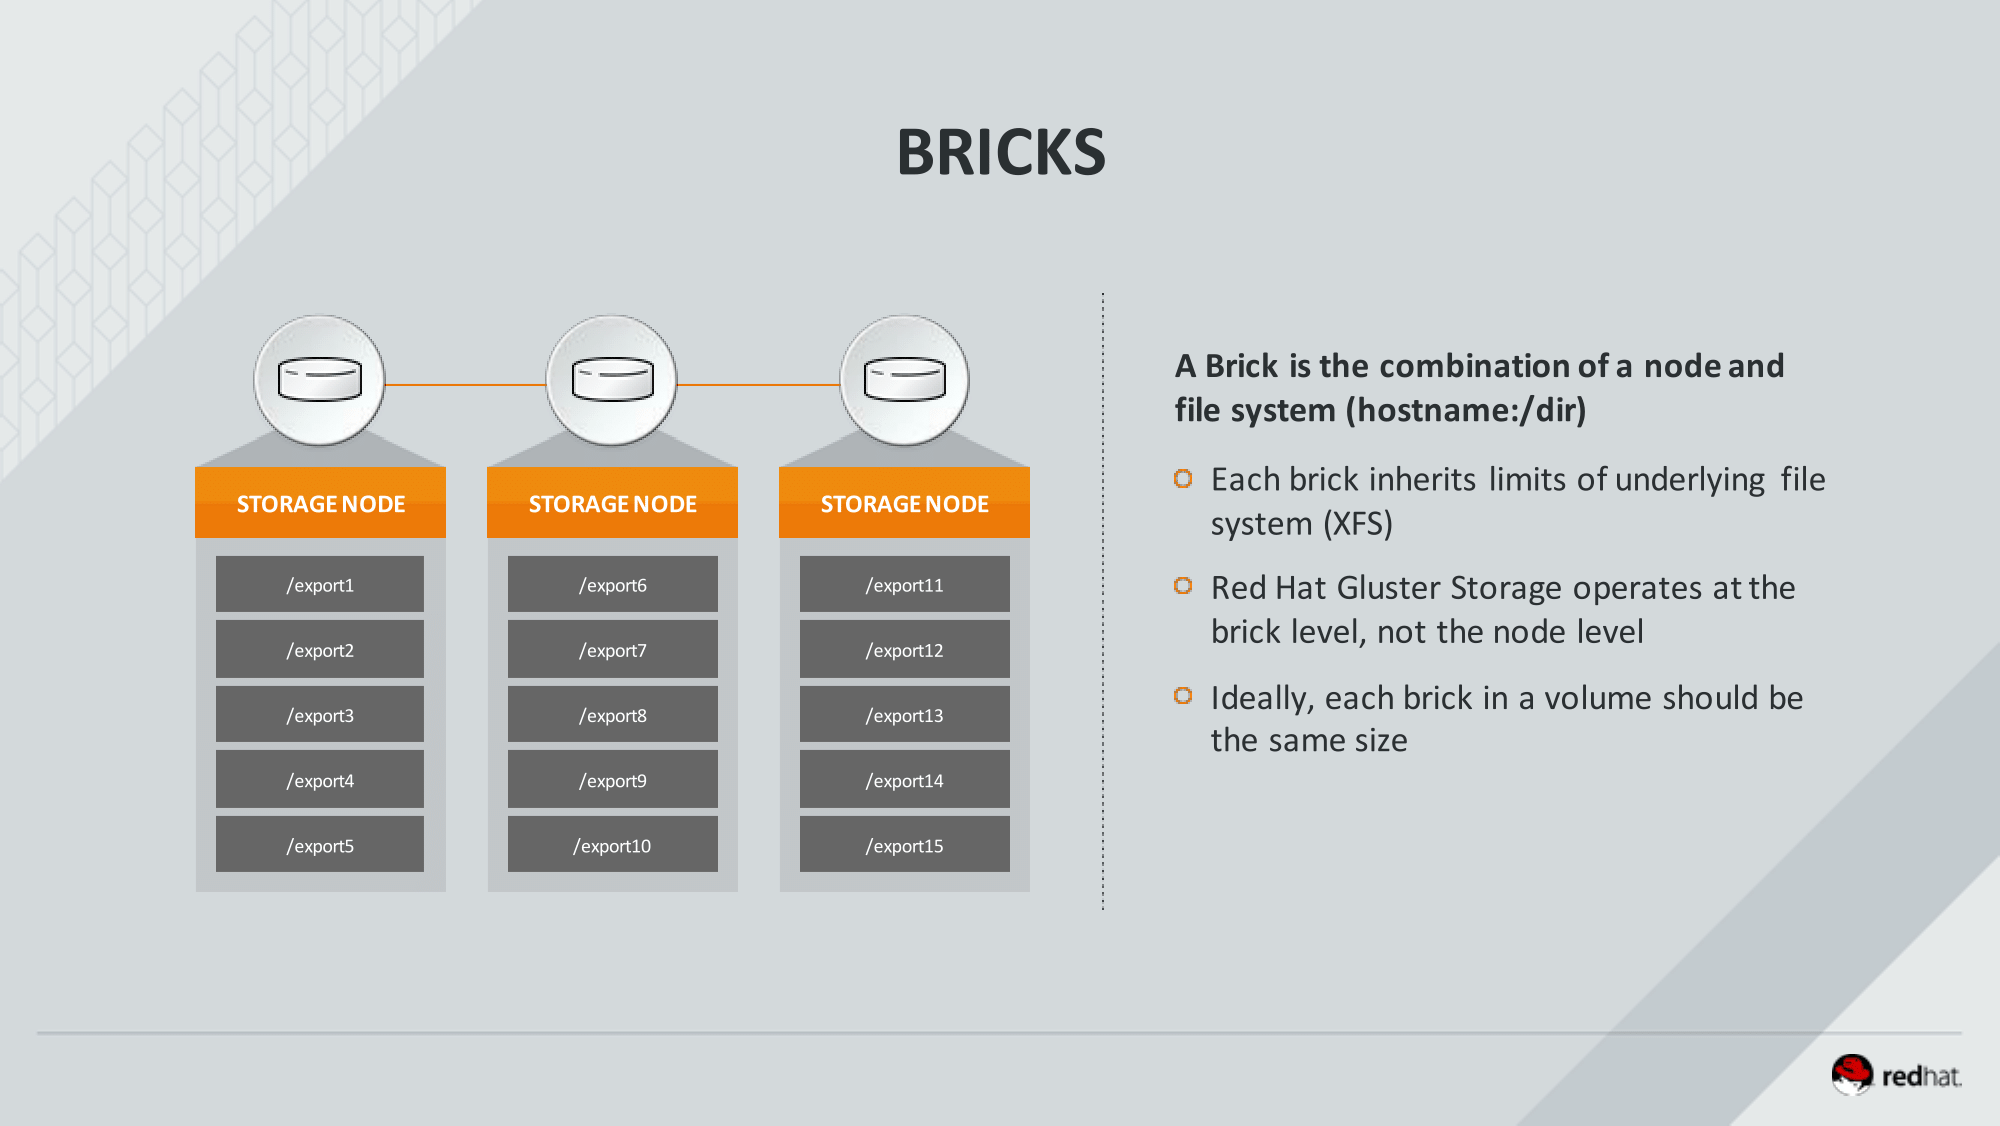 BRICKS
STORAGE NODE
/export1
/export2
/export3
/export4
/export5
STORAGE NODE
/export6
/export7
/export8
/export9
/export10
STORAGE NODE
/export11
/export12
/export13
/export14
/export15
A Brick is the combination of a node and
file system (hostname:/dir)
Each brick inherits limits of underlying file
system (XFS)
Red Hat Gluster Storage operates at the
brick level, not the node level
Ideally, each brick in a volume should be
the same size
redhat.